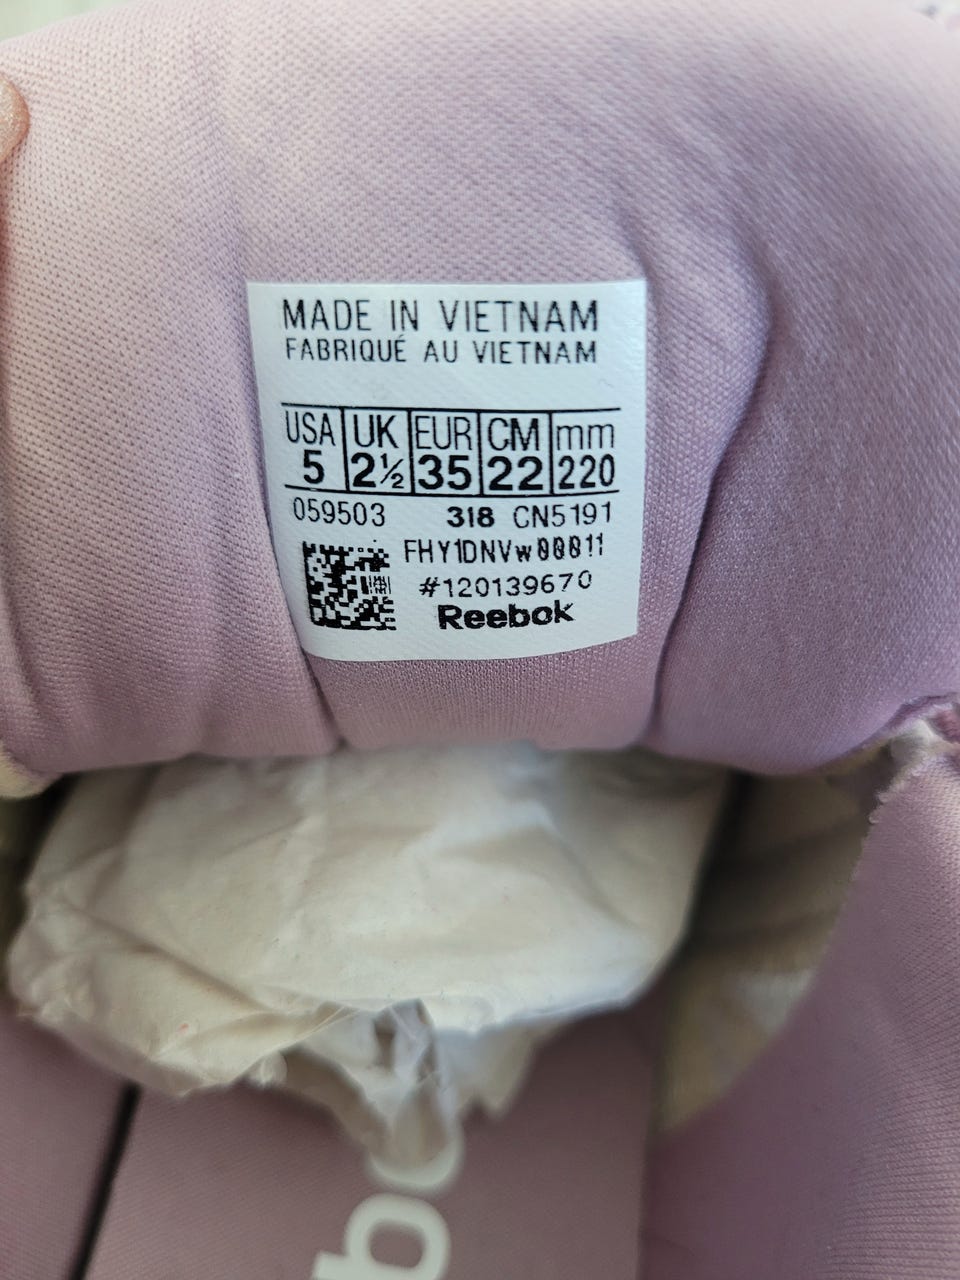 MADE IN VIETNAM
FABRIQUÉ AU VIETNAM
USA UK EUR CM mm
5 2½ 35 22 220
059503 318 CN5191
#120139670
Reebok
bo